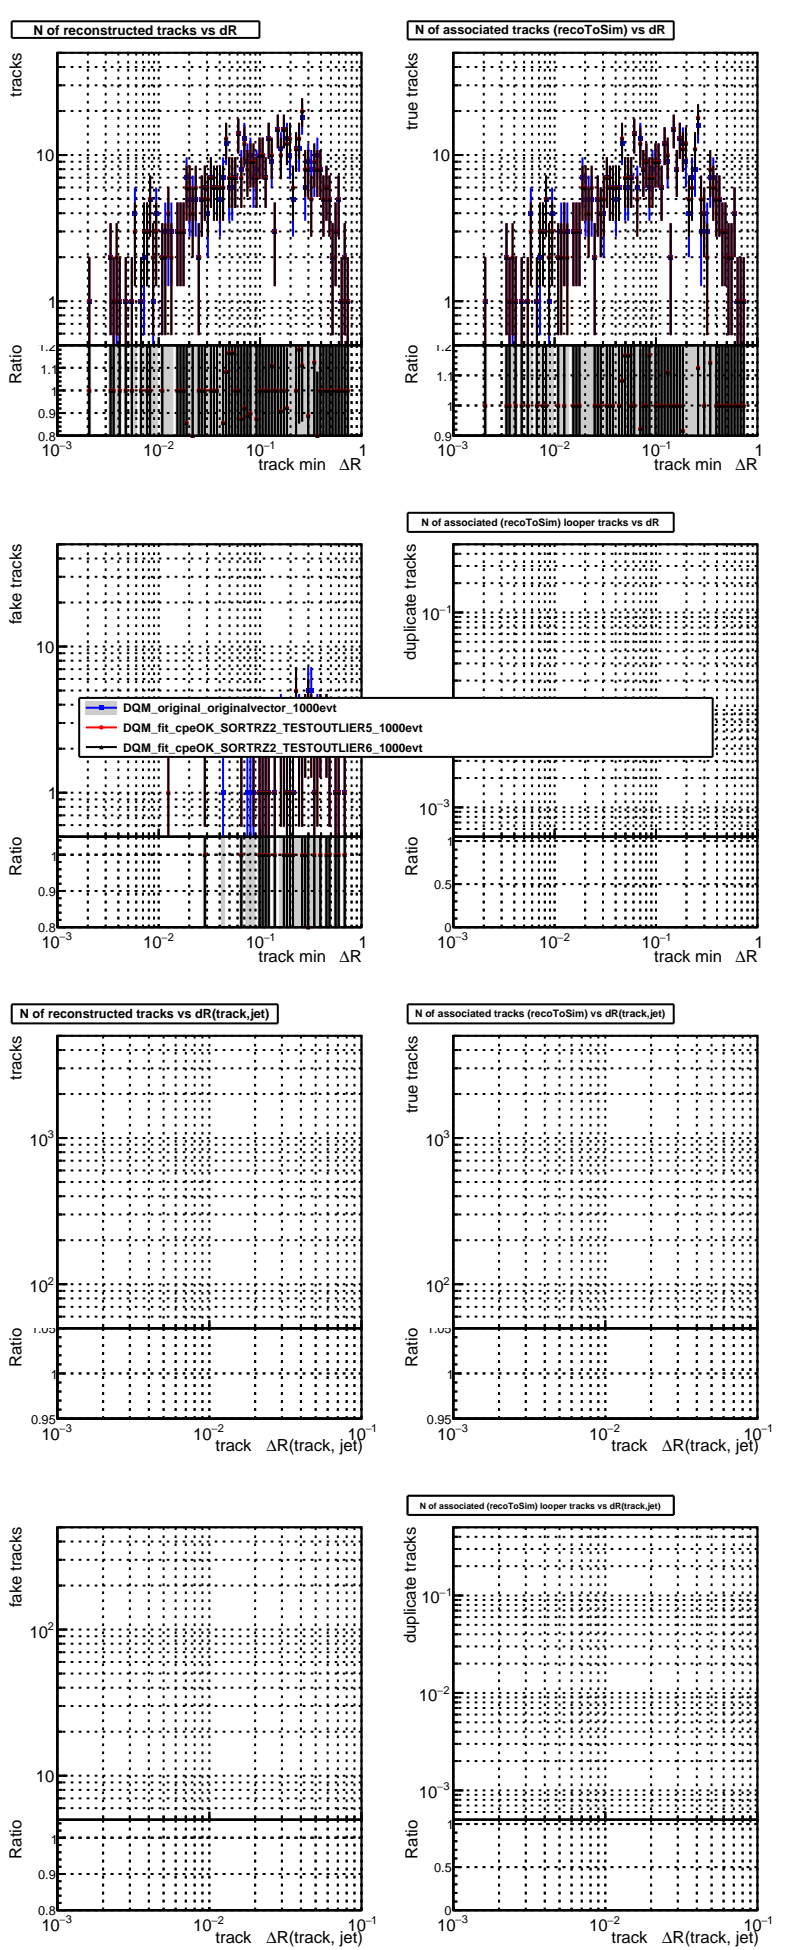 N of reconstructed tracks vs dR
tracks
10
1
Ratio
1.2
1.1
1
0.9
0.8
10−3
10−2
10−1
1
track min ΔR
N of associated tracks (recoToSim) vs dR
true tracks
10
1
Ratio
1.2
1.1
1
0.9
10−3
10−2
10−1
1
track min ΔR
fake tracks
10
1
Ratio
1
0.9
0.8
10−3
10−2
10−1
1
track min ΔR
N of associated (recoToSim) looper tracks vs dR
duplicate tracks
10−1
10−3
Ratio
1
0.5
0
10−3
10−2
10−1
1
track min ΔR
DQM_original_originalvector_1000evt
DQM_fit_cpeOK_SORTRZ2_TESTOUTLIER5_1000evt
DQM_fit_cpeOK_SORTRZ2_TESTOUTLIER6_1000evt
N of reconstructed tracks vs dR(track,jet)
tracks
103
102
Ratio
1.05
1
0.95
10−3
10−2
10−1
track ΔR(track, jet)
N of associated tracks (recoToSim) vs dR(track,jet)
true tracks
103
102
Ratio
1.05
1
0.95
10−3
10−2
10−1
track ΔR(track, jet)
fake tracks
102
10
Ratio
1
0.9
0.8
10−3
10−2
10−1
track ΔR(track, jet)
N of associated (recoToSim) looper tracks vs dR(track,jet)
duplicate tracks
10−1
10−2
10−3
Ratio
1
0.5
0
10−3
10−2
10−1
track ΔR(track, jet)